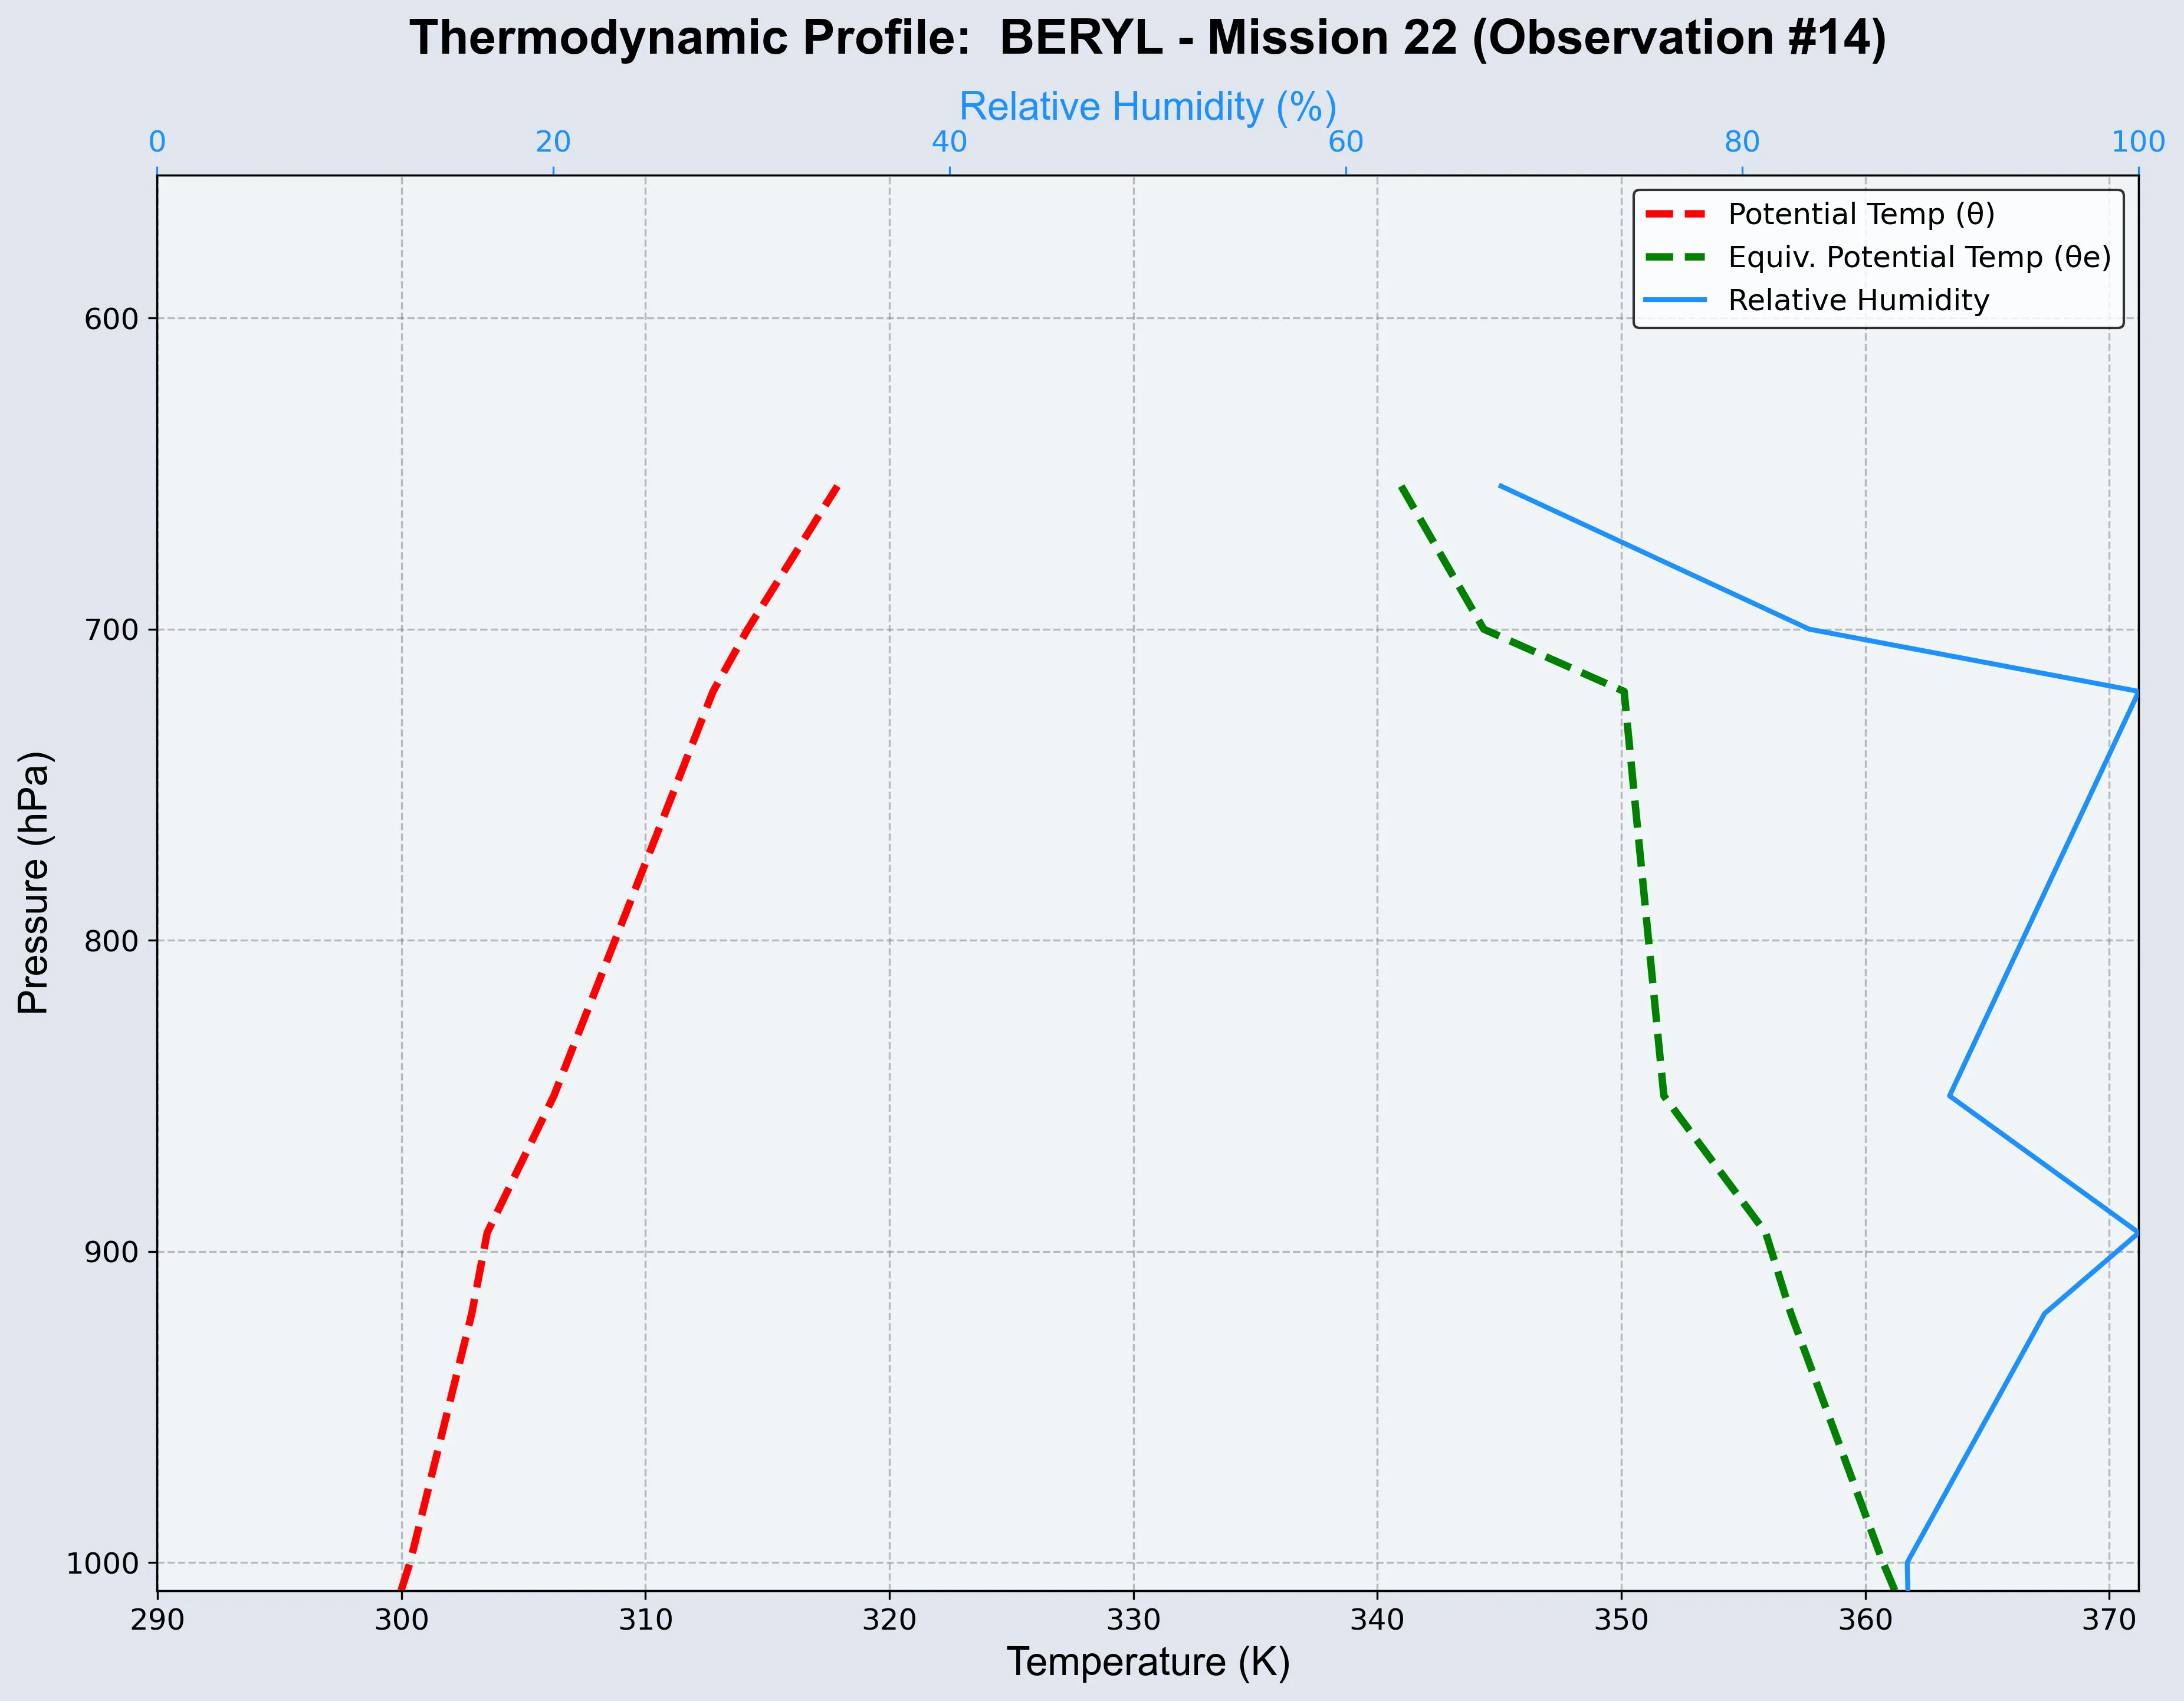 Thermodynamic Profile:  BERYL - Mission 22 (Observation #14)
Relative Humidity (%)
0 20 40 60 80 100
Potential Temp (θ)
Equiv. Potential Temp (θe)
Relative Humidity
600
700
800
900
1000
Pressure (hPa)
290 300 310 320 330 340 350 360 370
Temperature (K)